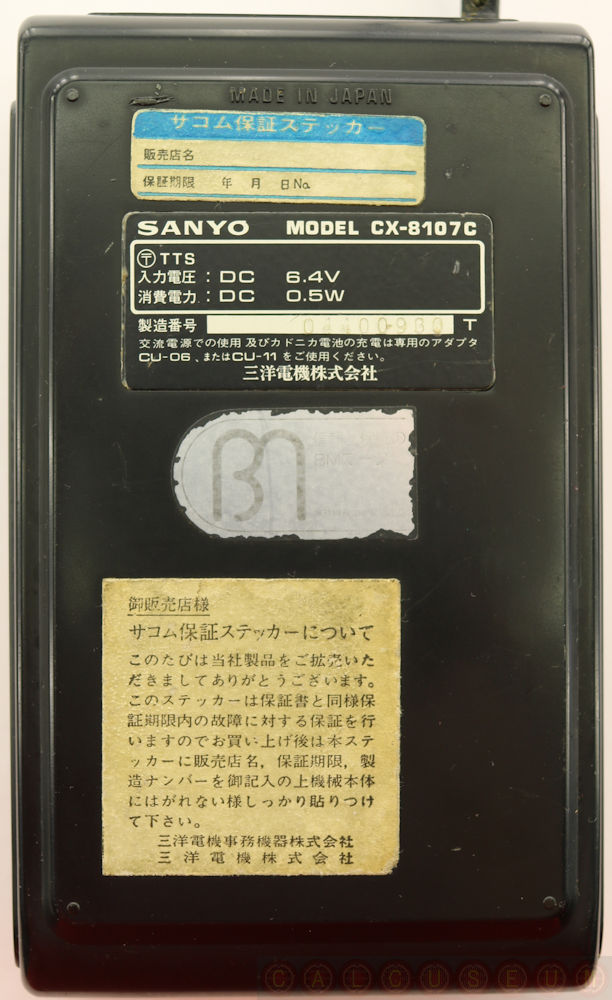 MADE IN JAPAN
サコム保証ステッカー
販売店名
保証期限 年 月 日 No.
SANYO MODEL CX-8107C
〒 TTS
入力電圧 : DC 6.4V
消費電力 : DC 0.5W
製造番号 04400933 T
交流電源での使用 及びカドニカ電池の充電は専用のアダプタ
CU-06 、またはCU-11 をご使用ください。
三洋電機株式会社
御販売店様
サコム保証ステッカーについて
このたびは当社製品をご拡売いた
だきましてありがとうございます。
このステッカーは保証書と同様保
証期限内の故障に対する保証を行
いますのでお買い上げ後は本ステ
ッカーに販売店名, 保証期限, 製
造ナンバーを御記入の上機械本体
にはがれない様しっかり貼りつけ
て下さい。
三洋電機事務機器株式会社
三洋電機株式会社
CALCUSEUM